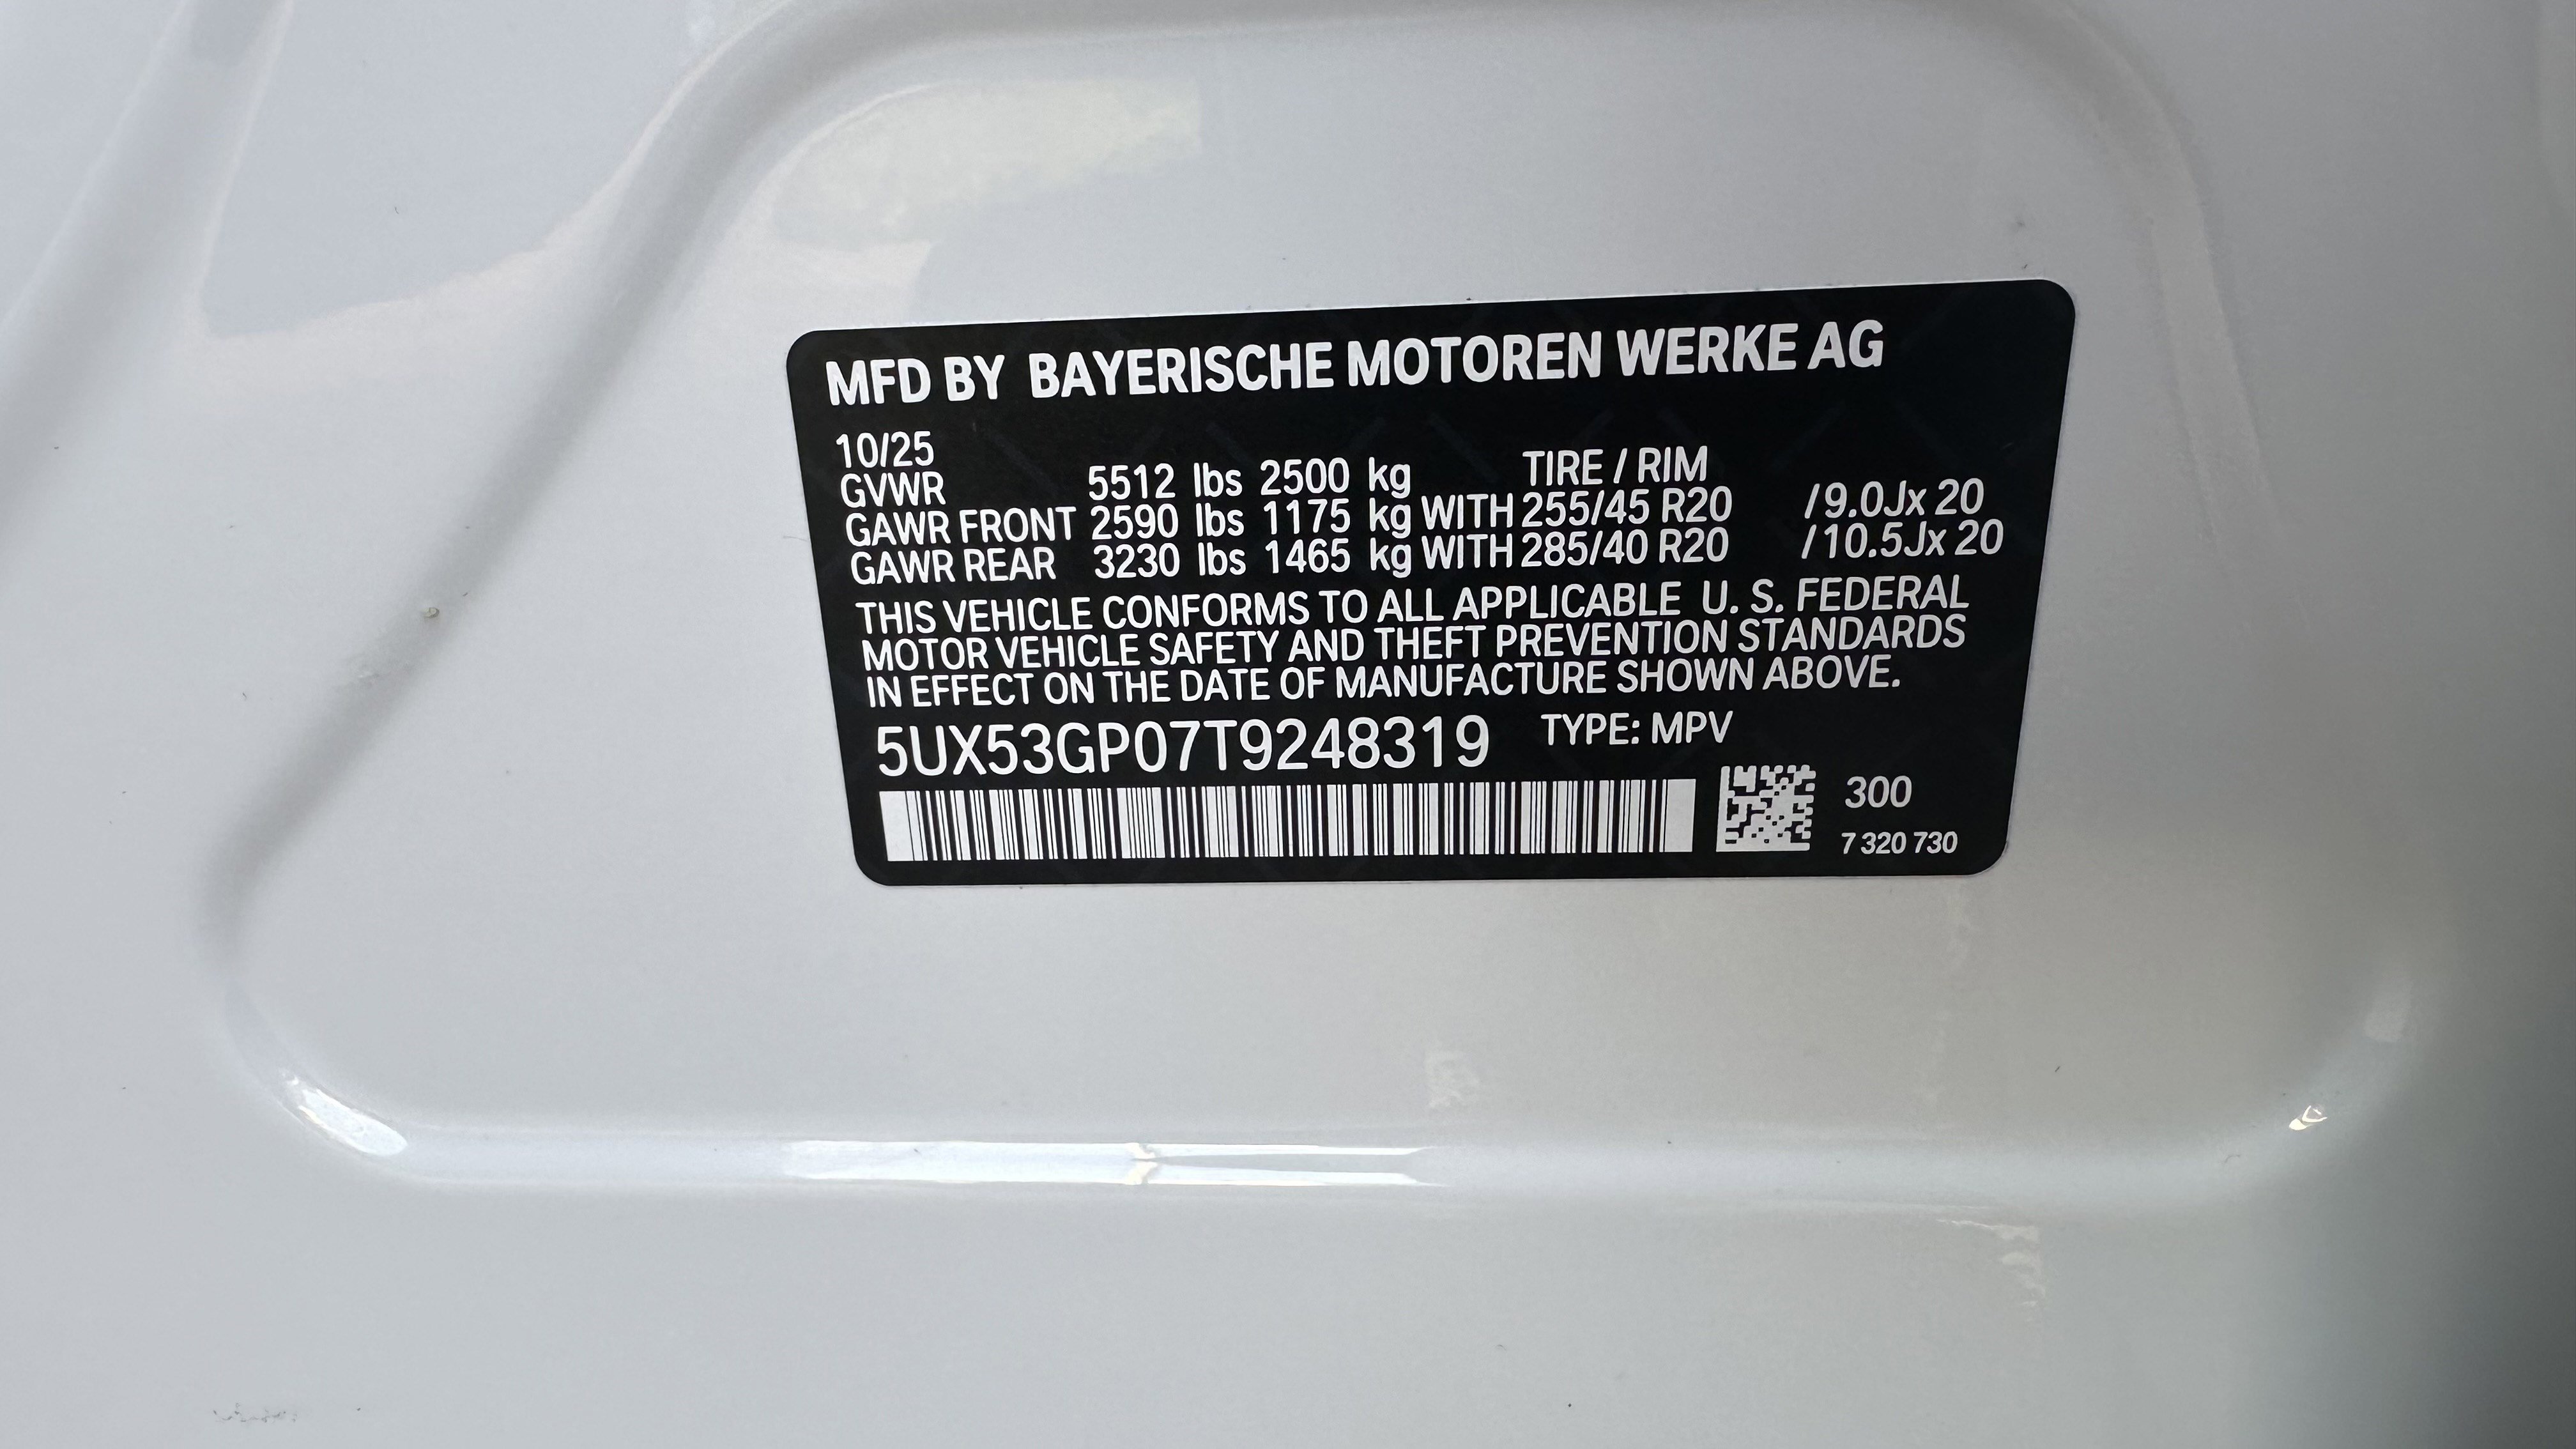 MFD BY BAYERISCHE MOTOREN WERKE AG
10/25
GVWR 5512 lbs 2500 kg TIRE / RIM
GAWR FRONT 2590 lbs 1175 kg WITH 255/45 R20 /9.0Jx 20
GAWR REAR 3230 lbs 1465 kg WITH 285/40 R20 /10.5Jx 20
THIS VEHICLE CONFORMS TO ALL APPLICABLE U. S. FEDERAL
MOTOR VEHICLE SAFETY AND THEFT PREVENTION STANDARDS
IN EFFECT ON THE DATE OF MANUFACTURE SHOWN ABOVE.
5UX53GP07T9248319 TYPE: MPV
300
7 320 730